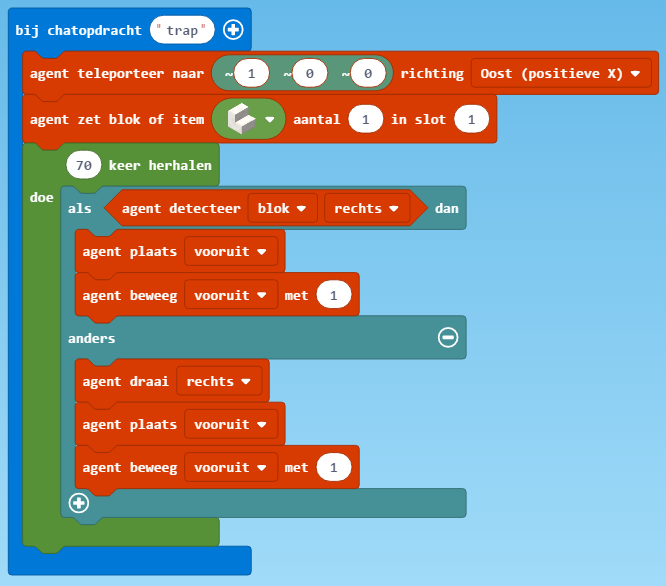 bij chatopdracht "trap"
agent teleporteer naar ~1 ~0 ~0 richting Oost (positieve X)
agent zet blok of item aantal 1 in slot 1
70 keer herhalen
doe
als agent detecteer blok rechts dan
agent plaats vooruit
agent beweeg vooruit met 1
anders
agent draai rechts
agent plaats vooruit
agent beweeg vooruit met 1